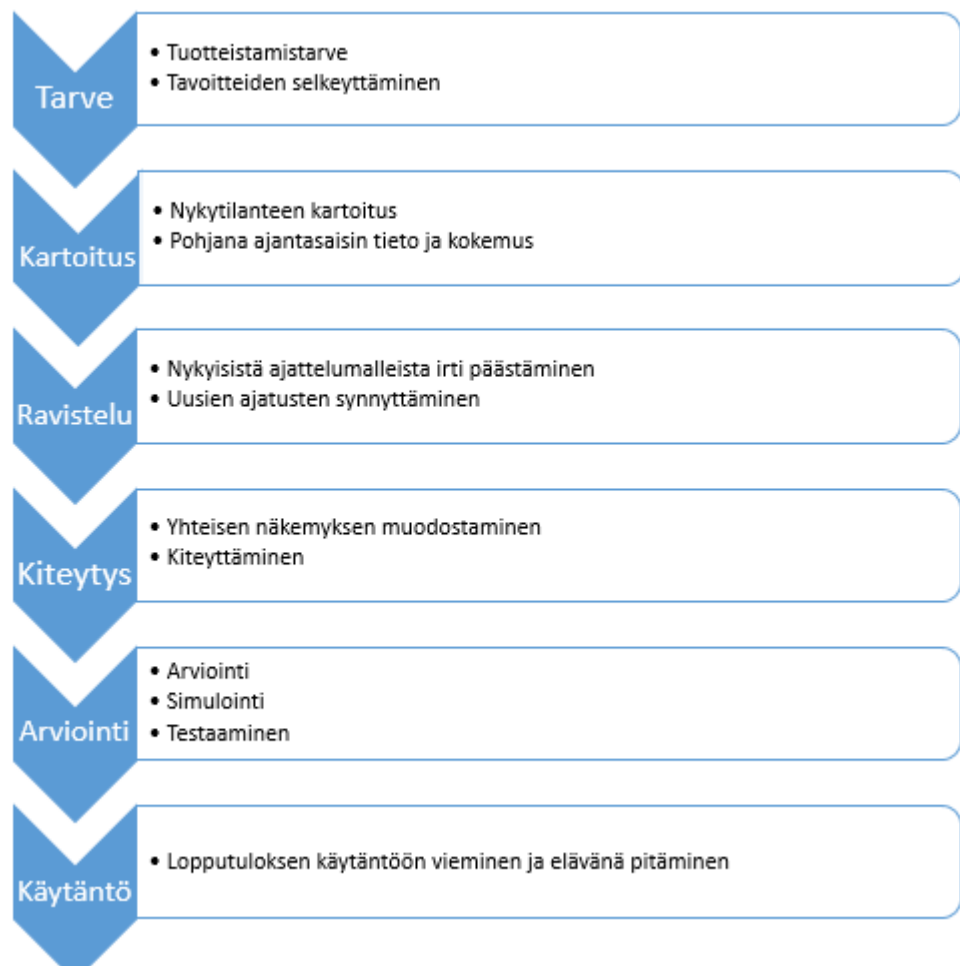 Tarve
• Tuotteistamistarve
• Tavoitteiden selkeyttäminen
Kartoitus
• Nykytilanteen kartoitus
• Pohjana ajantasaisin tieto ja kokemus
Ravistelu
• Nykyisistä ajattelumalleista irti päästäminen
• Uusien ajatusten synnyttäminen
Kiteytys
• Yhteisen näkemyksen muodostaminen
• Kiteyttäminen
Arviointi
• Arviointi
• Simulointi
• Testaaminen
Käytäntö
• Lopputuloksen käytäntöön vieminen ja elävänä pitäminen